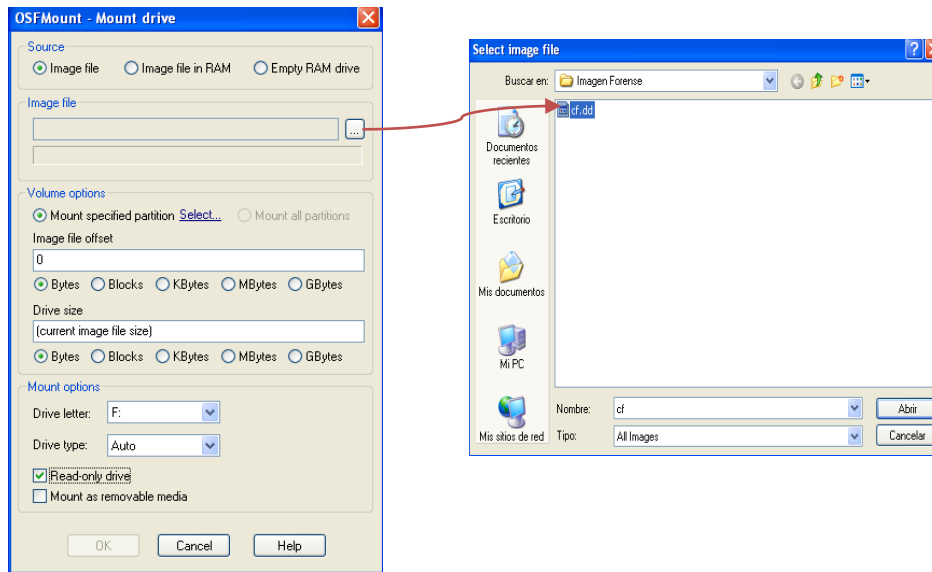 OSFMount - Mount drive
Source
Image file Image file in RAM Empty RAM drive
Image file
...
Volume options
Mount specified partition Select... Mount all partitions
Image file offset
0
Bytes Blocks KBytes MBytes GBytes
Drive size
(current image file size)
Bytes Blocks KBytes MBytes GBytes
Mount options
Drive letter: F:
Drive type: Auto
Read-only drive
Mount as removable media
OK Cancel Help
Select image file
Buscar en: Imagen Forense
cf.dd
Documentos
recientes
Escritorio
Mis documentos
Mi PC
Mis sitios de red
Nombre: cf Abrir
Tipo: All Images Cancelar